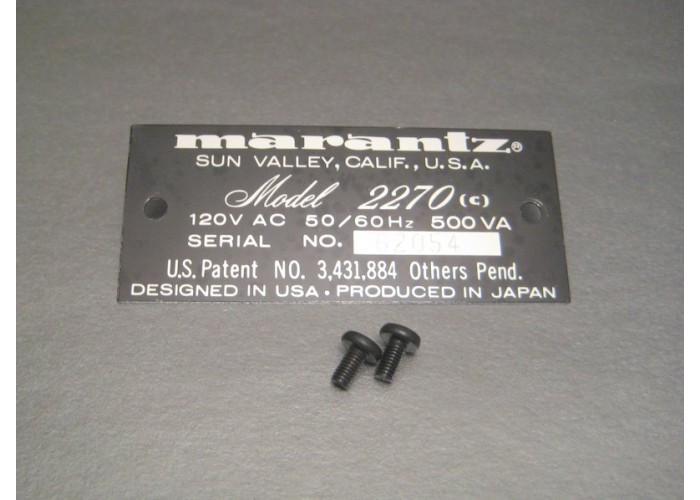 marantz®
SUN VALLEY, CALIF., U.S.A.
Model 2270 (c)
120V AC 50/60Hz 500VA
SERIAL NO. 62054
U.S. Patent NO. 3,431,884 Others Pend.
DESIGNED IN USA • PRODUCED IN JAPAN